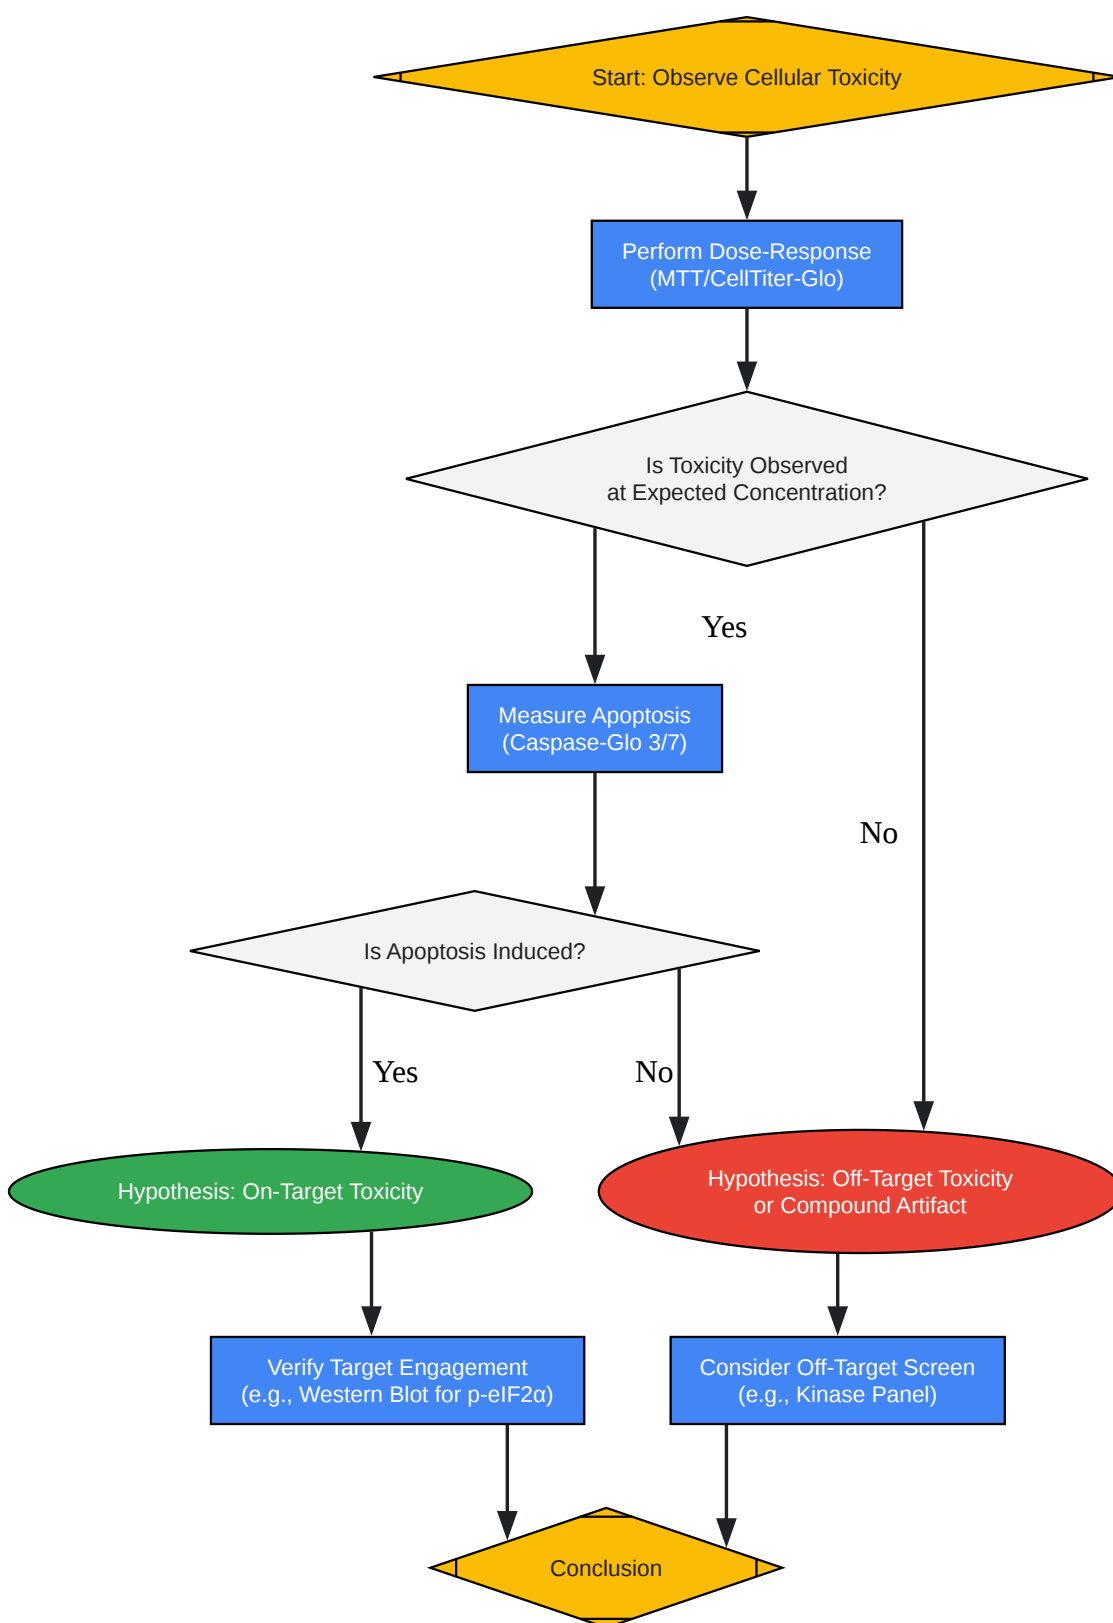 Start: Observe Cellular Toxicity
Perform Dose-Response
(MTT/CellTiter-Glo)
Is Toxicity Observed
at Expected Concentration?
Yes
Measure Apoptosis
(Caspase-Glo 3/7)
No
Is Apoptosis Induced?
Yes
No
Hypothesis: On-Target Toxicity
Hypothesis: Off-Target Toxicity
or Compound Artifact
Verify Target Engagement
(e.g., Western Blot for p-eIF2α)
Consider Off-Target Screen
(e.g., Kinase Panel)
Conclusion